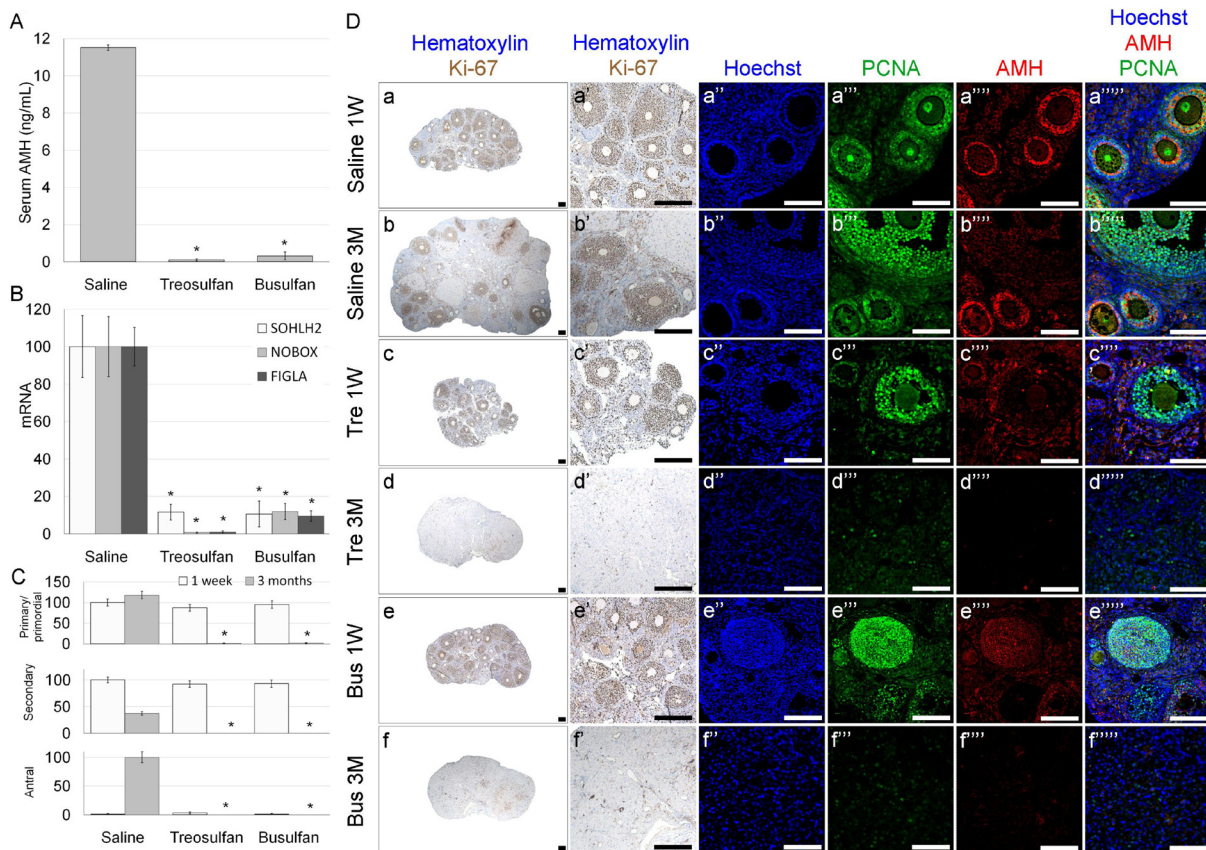 A
Serum AMH (ng/mL)
12
10
8
6
4
2
0
*
*
Saline
Treosulfan
Busulfan
B
mRNA
120
100
80
60
40
20
0
SOHLH2
NOBOX
FIGLA
*
*
*
*
*
*
Saline
Treosulfan
Busulfan
C
1 week
3 months
Primary/
primordial
150
100
50
0
*
*
Secondary
100
50
0
*
*
Antral
100
50
0
*
*
Saline
Treosulfan
Busulfan
D
Hematoxylin
Ki-67
Hematoxylin
Ki-67
Hoechst
PCNA
AMH
Hoechst
AMH
PCNA
Saline 1W
a
a'
a''
a'''
a''''
a'''''
Saline 3M
b
b'
b''
b'''
b''''
b'''''
Tre 1W
c
c'
c''
c'''
c''''
c'''''
Tre 3M
d
d'
d''
d'''
d''''
d'''''
Bus 1W
e
e'
e''
e'''
e''''
e'''''
Bus 3M
f
f'
f''
f'''
f''''
f'''''